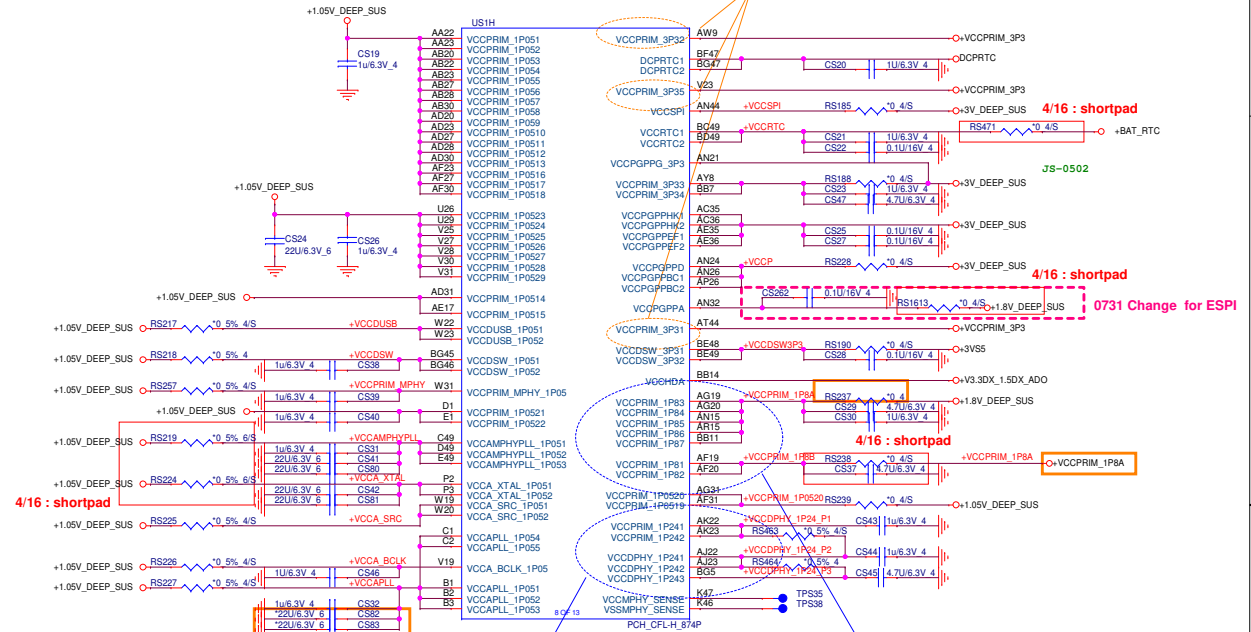 +1.05V_DEEP_SUS
CS19
1u/6.3V_4
+1.05V_DEEP_SUS
CS24
22U/6.3V_6
CS26
1u/6.3V_4
+1.05V_DEEP_SUS
+1.05V_DEEP_SUS RS217 *0_5%_4/S +VCCDUSB
+1.05V_DEEP_SUS RS218 *0_5%_4 +VCCDSW
1u/6.3V_4 CS38
+1.05V_DEEP_SUS RS257 *0_5%_4/S +VCCPRIM_MPHY
1u/6.3V_4 CS39
+1.05V_DEEP_SUS
1u/6.3V_4 CS40
+1.05V_DEEP_SUS RS219 *0_5%_6/S +VCCAMPHYPLL
1u/6.3V_4 CS31
22U/6.3V_6 CS41
22U/6.3V_6 CS80
+1.05V_DEEP_SUS RS224 *0_5%_6/S +VCCA_XTAL
22U/6.3V_6 CS42
22U/6.3V_6 CS81
4/16 : shortpad
+1.05V_DEEP_SUS RS225 *0_5%_4/S +VCCA_SRC
+1.05V_DEEP_SUS RS226 *0_5%_4/S +VCCA_BCLK
1U/6.3V_4 CS46
+1.05V_DEEP_SUS RS227 *0_5%_4/S +VCCAPLL
1u/6.3V_4 CS32
*22U/6.3V_6 CS82
*22U/6.3V_6 CS83
US1H
AA22 VCCPRIM_1P051
AA23 VCCPRIM_1P052
AB20 VCCPRIM_1P053
AB22 VCCPRIM_1P054
AB23 VCCPRIM_1P055
AB27 VCCPRIM_1P056
AB28 VCCPRIM_1P057
AB30 VCCPRIM_1P058
AD20 VCCPRIM_1P059
AD23 VCCPRIM_1P0510
AD27 VCCPRIM_1P0511
AD28 VCCPRIM_1P0512
AD30 VCCPRIM_1P0513
AF23 VCCPRIM_1P0516
AF27 VCCPRIM_1P0517
AF30 VCCPRIM_1P0518
U26 VCCPRIM_1P0523
U29 VCCPRIM_1P0524
V25 VCCPRIM_1P0525
V27 VCCPRIM_1P0526
V28 VCCPRIM_1P0527
V30 VCCPRIM_1P0528
V31 VCCPRIM_1P0529
AD31 VCCPRIM_1P0514
AE17 VCCPRIM_1P0515
W22 VCCDUSB_1P051
W23 VCCDUSB_1P052
BG45 VCCDSW_1P051
BG46 VCCDSW_1P052
W31 VCCPRIM_MPHY_1P05
D1 VCCPRIM_1P0521
E1 VCCPRIM_1P0522
C49 VCCAMPHYPLL_1P051
D49 VCCAMPHYPLL_1P052
E49 VCCAMPHYPLL_1P053
P2 VCCA_XTAL_1P051
P3 VCCA_XTAL_1P052
W19 VCCA_SRC_1P051
W20 VCCA_SRC_1P052
C1 VCCAPLL_1P054
C2 VCCAPLL_1P055
V19 VCCA_BCLK_1P05
B1 VCCAPLL_1P051
B2 VCCAPLL_1P052
B3 VCCAPLL_1P053
8 OF 13
PCH_CFL-H_874P
VCCPRIM_3P32 AW9 +VCCPRIM_3P3
DCPRTC1 BF47 DCPRTC
DCPRTC2 BG47 CS20 1U/6.3V_4
VCCPRIM_3P35 V23 +VCCPRIM_3P3
VCCSPI AN44 +VCCSPI RS185 *0_4/S +3V_DEEP_SUS
4/16 : shortpad
VCCRTC1 BC49 +VCCRTC
VCCRTC2 BD49 CS21 1U/6.3V_4
CS22 0.1U/16V_4
RS471 *0_4/S +BAT_RTC
JS-0502
VCCPGPPG_3P3 AN21
VCCPRIM_3P33 AY8 RS188 *0_4/S +3V_DEEP_SUS
VCCPRIM_3P34 BB7 CS23 1U/6.3V_4
CS47 4.7U/6.3V_4
VCCPGPPHK1 AC35
VCCPGPPHK2 AC36 +3V_DEEP_SUS
VCCPGPPEF1 AE35 CS25 0.1U/16V_4
VCCPGPPEF2 AE36 CS27 0.1U/16V_4
VCCPGPPD AN24 +VCCP RS228 *0_4/S +3V_DEEP_SUS
VCCPGPPBC1 AN26
VCCPGPPBC2 AP26
4/16 : shortpad
VCCPGPPA AN32 CS262 0.1U/16V_4 RS1613 *0_4/S +1.8V_DEEP_SUS
0731 Change for ESPI
VCCPRIM_3P31 AT44 +VCCPRIM_3P3
VCCDSW_3P31 BE48 +VCCDSW3P3 RS190 *0_4/S +3VS5
VCCDSW_3P32 BE49 CS28 0.1U/16V_4
VCCHDA BB14 +V3.3DX_1.5DX_ADO
VCCPRIM_1P83 AG19 +VCCPRIM_1P8A RS237 *0_4 +1.8V_DEEP_SUS
VCCPRIM_1P84 AG20 CS29 4.7U/6.3V_4
VCCPRIM_1P85 AN15 CS30 1U/6.3V_4
VCCPRIM_1P86 AR15
VCCPRIM_1P87 BB11
4/16 : shortpad
VCCPRIM_1P81 AF19 +VCCPRIM_1P8B RS238 *0_4/S +VCCPRIM_1P8A +VCCPRIM_1P8A
VCCPRIM_1P82 AF20 CS37 4.7U/6.3V_4
VCCPRIM_1P0520 AG31
VCCPRIM_1P0519 AF31 +VCCPRIM_1P0520 RS239 *0_4/S +1.05V_DEEP_SUS
VCCPRIM_1P241 AK22 +VCCDPHY_1P24_P1 CS43 1u/6.3V_4
VCCPRIM_1P242 AK23 RS463 *0_5%_4/S
VCCDPHY_1P241 AJ22 +VCCDPHY_1P24_P2 CS44 1u/6.3V_4
VCCDPHY_1P242 AJ23 RS464 *0_5%_4
VCCDPHY_1P243 BG5 +VCCDPHY_1P24_P3 CS45 4.7U/6.3V_4
VCCMPHY_SENSE K47 TPS35
VSSMPHY_SENSE K46 TPS38